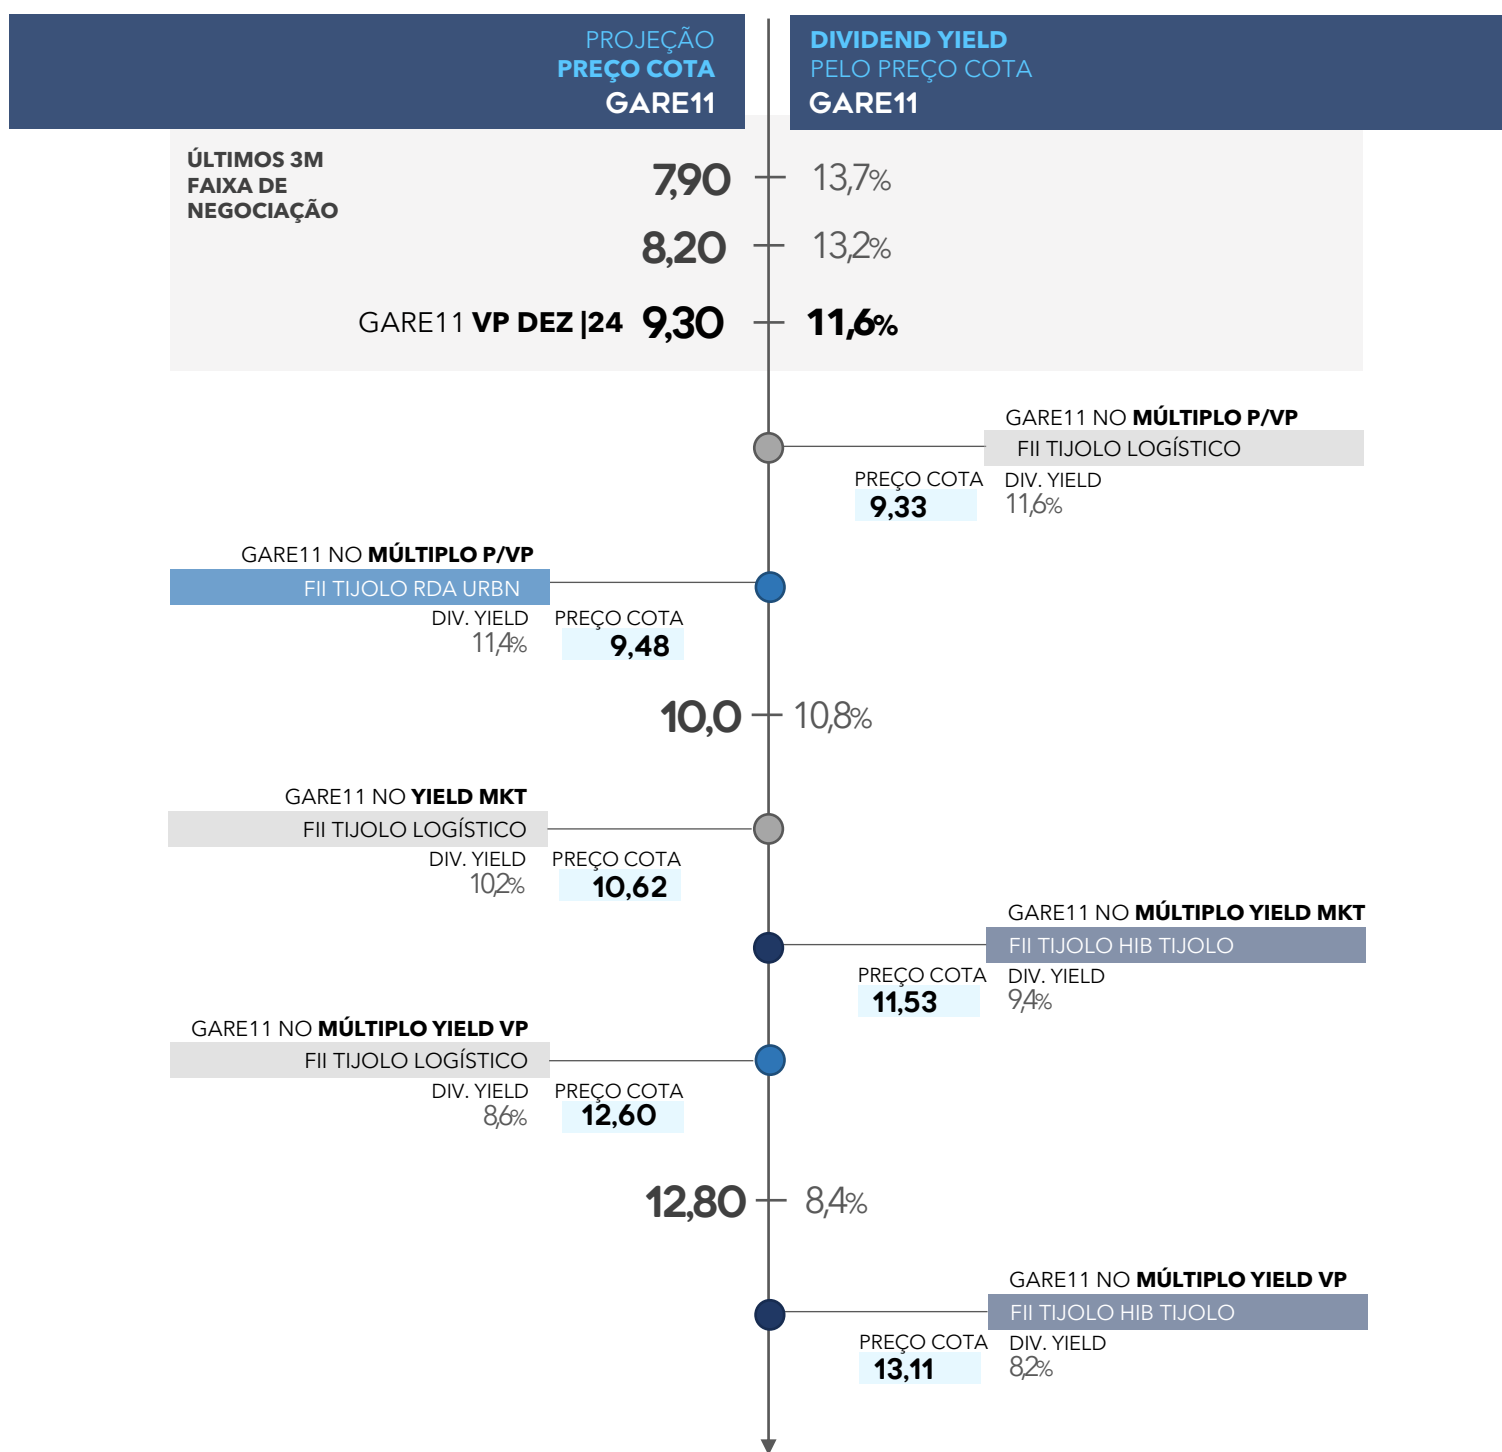 PROJEÇÃO
PREÇO COTA
GARE11
DIVIDEND YIELD
PELO PREÇO COTA
GARE11
ÚLTIMOS 3M
FAIXA DE
NEGOCIAÇÃO
7,90 13,7%
8,20 13,2%
GARE11 VP DEZ |24 9,30 11,6%
GARE11 NO MÚLTIPLO P/VP
FII TIJOLO LOGÍSTICO
PREÇO COTA DIV. YIELD
9,33 11,6%
GARE11 NO MÚLTIPLO P/VP
FII TIJOLO RDA URBN
DIV. YIELD PREÇO COTA
11,4% 9,48
10,0 10,8%
GARE11 NO YIELD MKT
FII TIJOLO LOGÍSTICO
DIV. YIELD PREÇO COTA
10,2% 10,62
GARE11 NO MÚLTIPLO YIELD MKT
FII TIJOLO HIB TIJOLO
PREÇO COTA DIV. YIELD
11,53 9,4%
GARE11 NO MÚLTIPLO YIELD VP
FII TIJOLO LOGÍSTICO
DIV. YIELD PREÇO COTA
8,6% 12,60
12,80 8,4%
GARE11 NO MÚLTIPLO YIELD VP
FII TIJOLO HIB TIJOLO
PREÇO COTA DIV. YIELD
13,11 8,2%